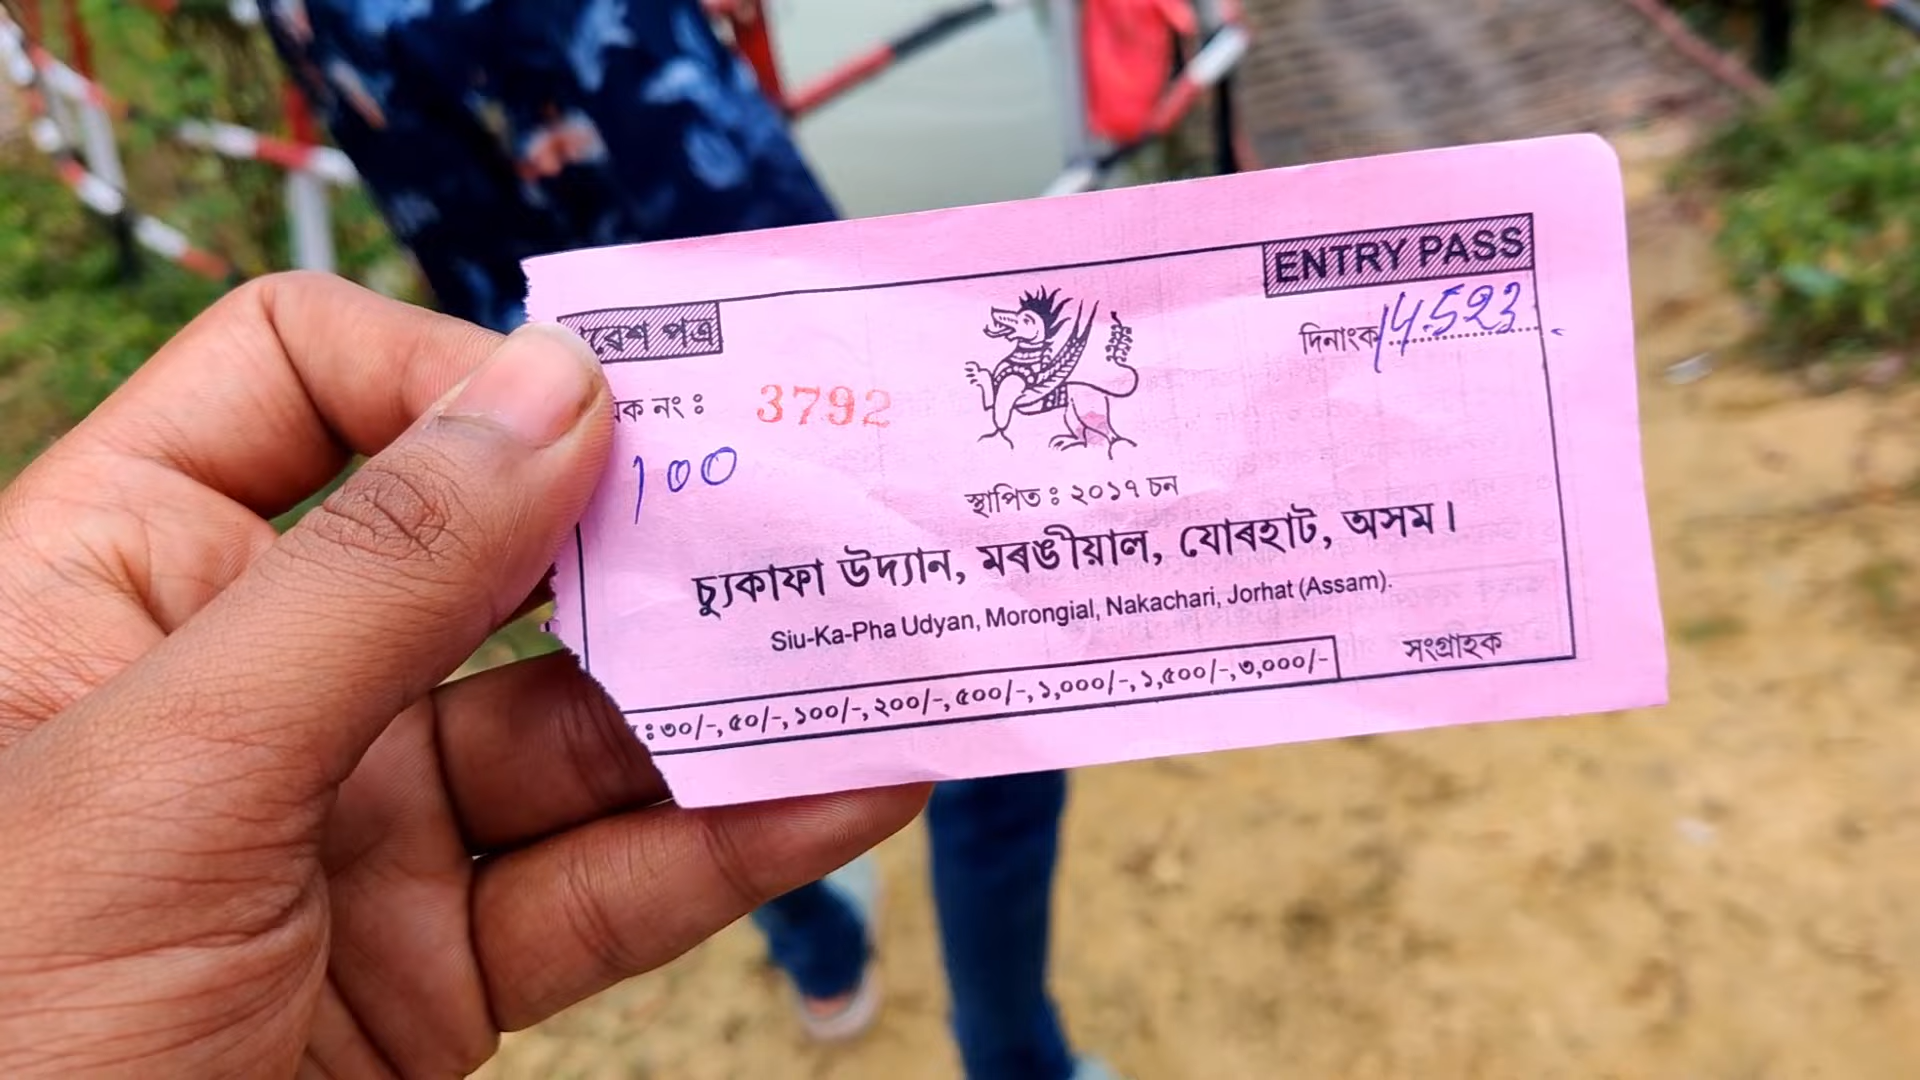 ENTRY PASS
পত্ৰ
দিনাংক 14.5.23
নং ঃ 3792
100
স্থাপিত ঃ ২০১৭ চন
চ্যুকাফা উদ্যান, মৰঙীয়াল, যোৰহাট, অসম।
Siu-Ka-Pha Udyan, Morongial, Nakachari, Jorhat (Assam).
সংগ্ৰাহক
ঃ ৩০/-, ৫০/-, ১০০/-, ২০০/-, ৫০০/-, ১,০০০/-, ১,৫০০/-, ৩,০০০/-